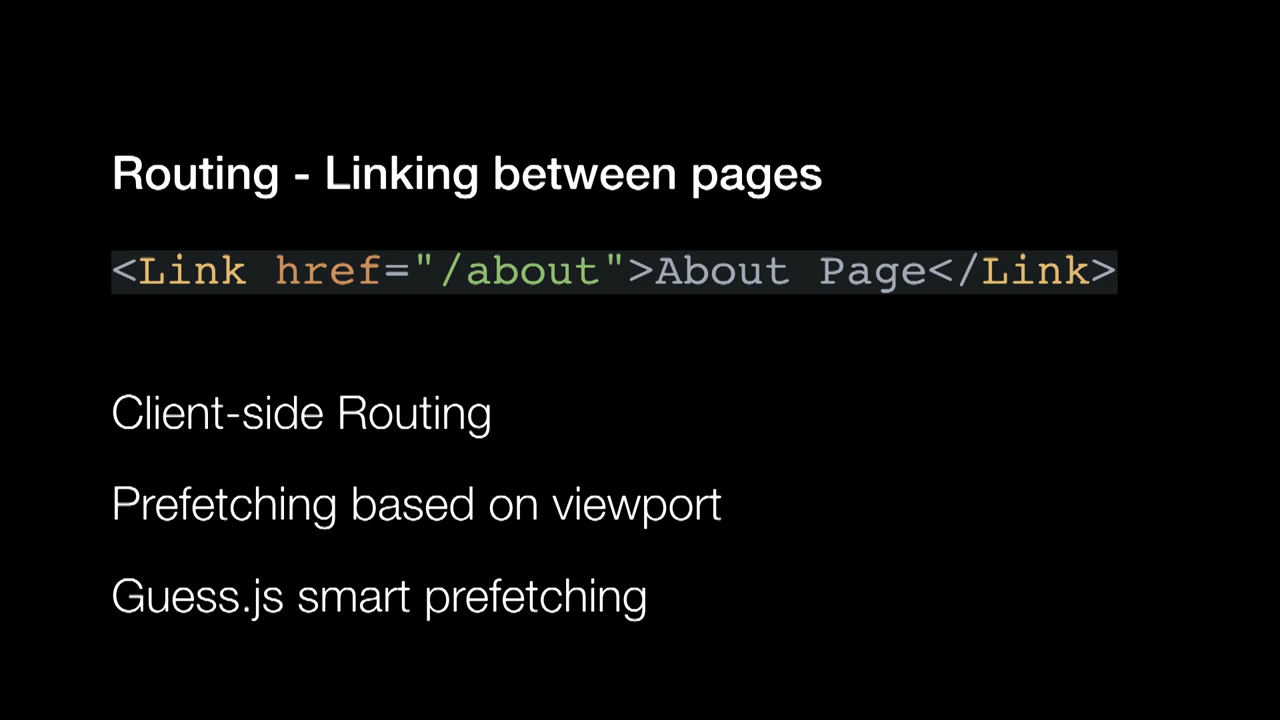 Routing - Linking between pages
<Link href="/about">About Page</Link>
Client-side Routing
Prefetching based on viewport
Guess.js smart prefetching